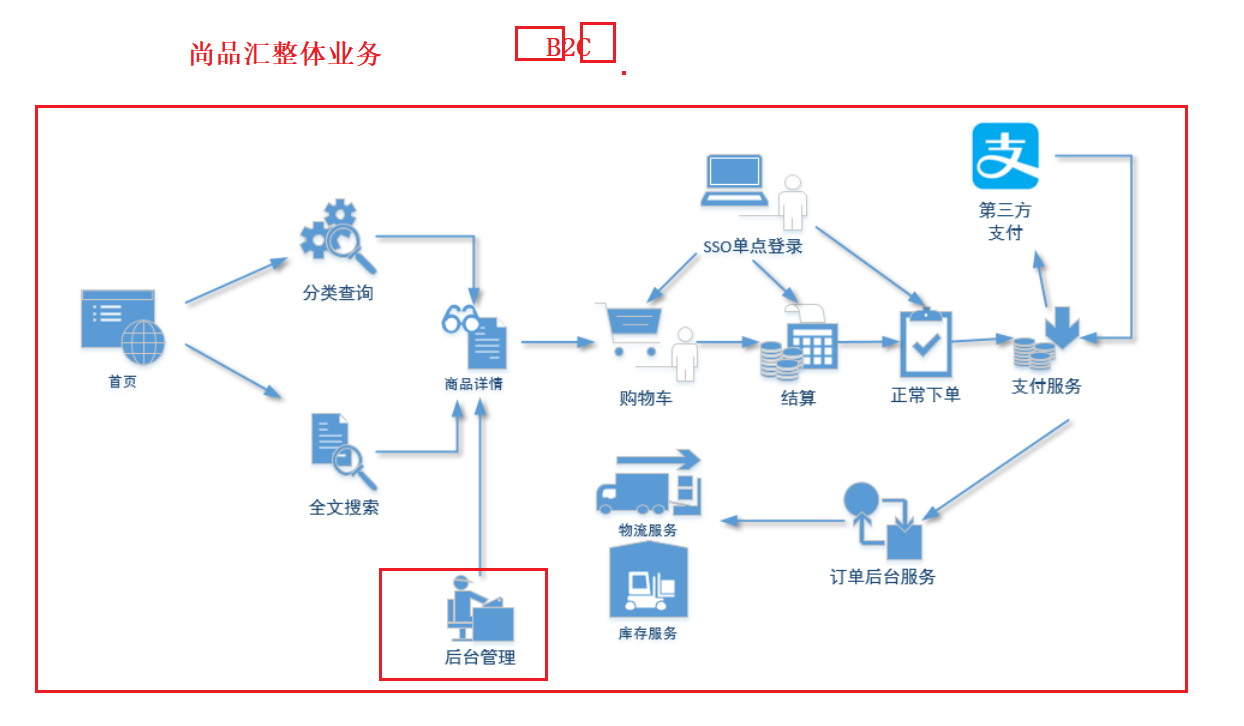 尚品汇整体业务
B2C
支
第三方
支付
SSO单点登录
分类查询
首页
商品详情
购物车
结算
正常下单
支付服务
全文搜索
物流服务
订单后台服务
库存服务
后台管理